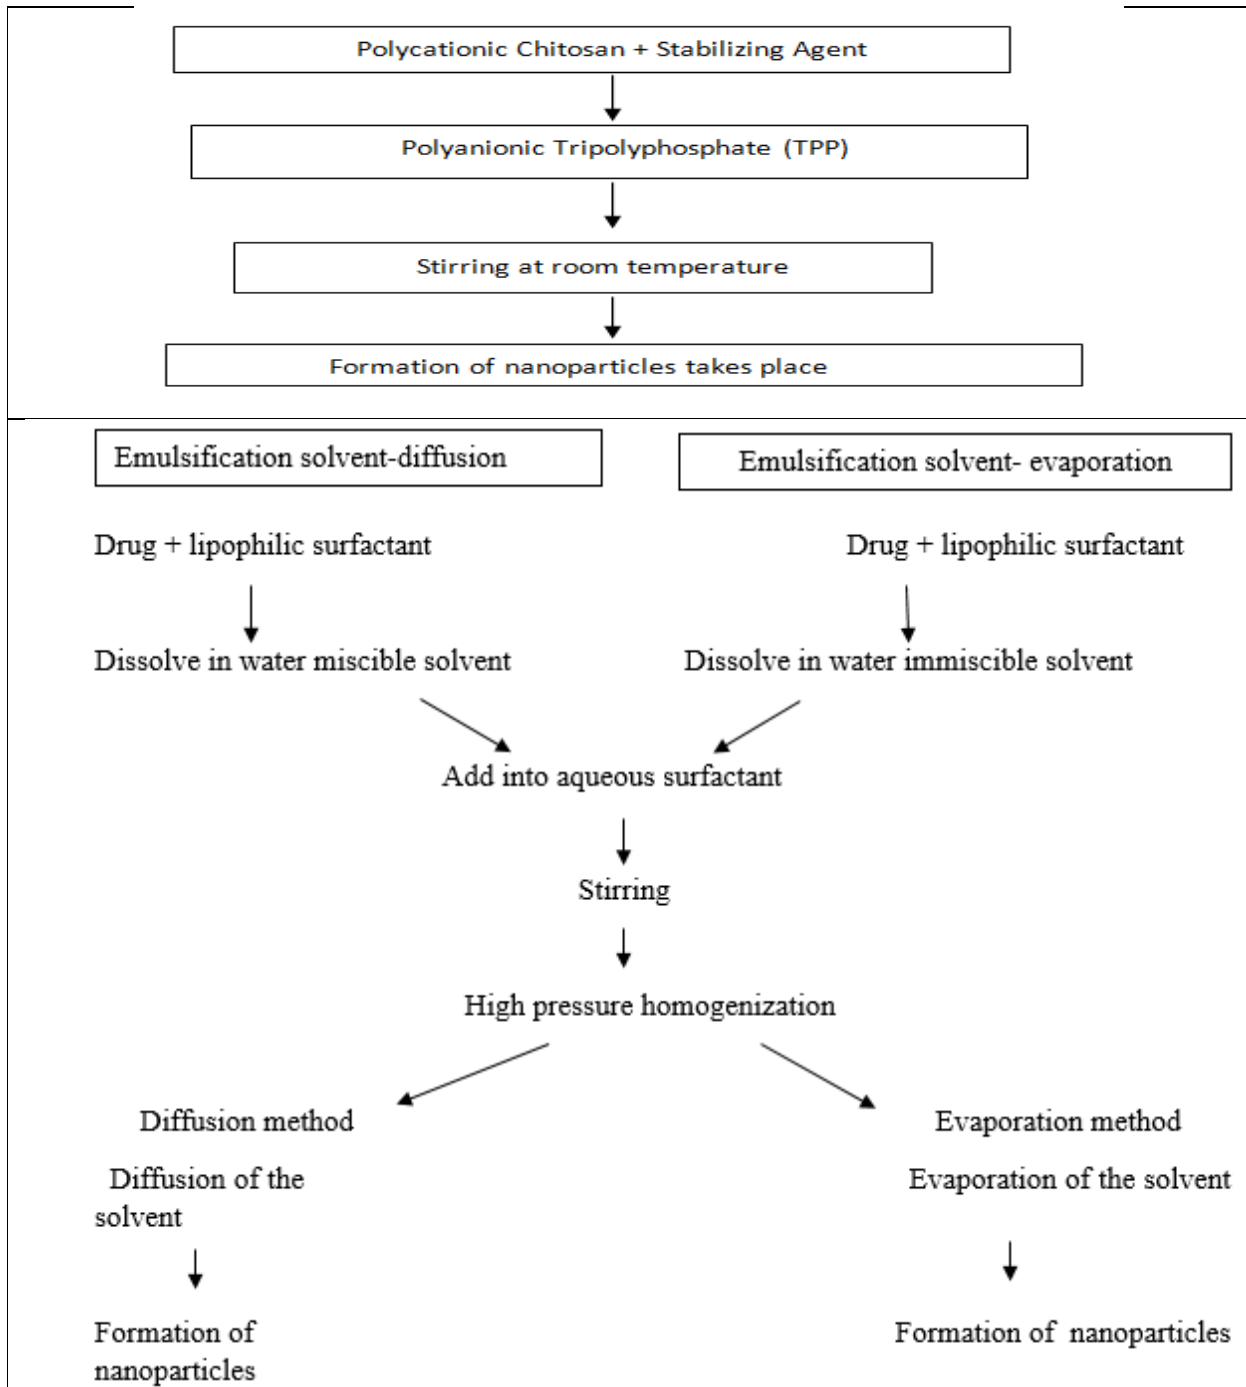 Polycationic Chitosan + Stabilizing Agent
Polyanionic Tripolyphosphate (TPP)
Stirring at room temperature
Formation of nanoparticles takes place
Emulsification solvent-diffusion
Emulsification solvent- evaporation
Drug + lipophilic surfactant
Drug + lipophilic surfactant
Dissolve in water miscible solvent
Dissolve in water immiscible solvent
Add into aqueous surfactant
Stirring
High pressure homogenization
Diffusion method
Evaporation method
Diffusion of the
solvent
Evaporation of the solvent
Formation of
nanoparticles
Formation of nanoparticles